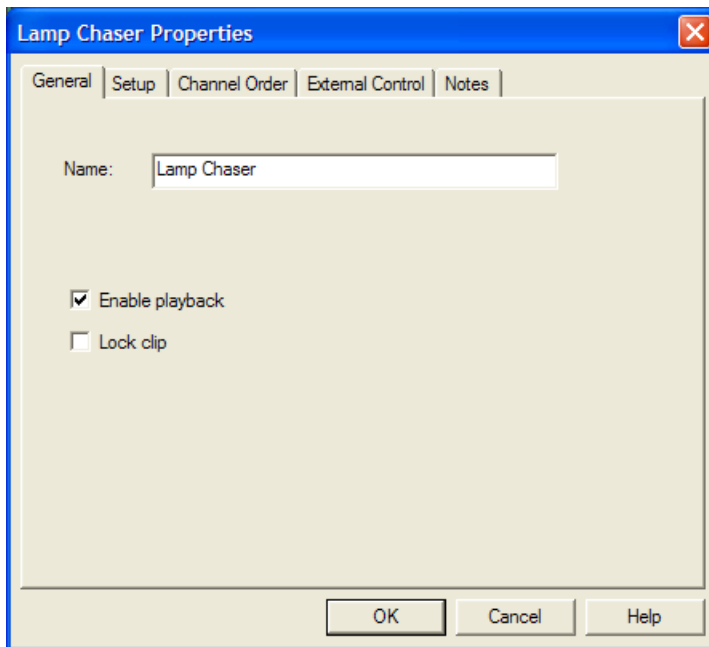 Lamp Chaser Properties
General Setup Channel Order External Control Notes
Name: Lamp Chaser
Enable playback
Lock clip
OK Cancel Help